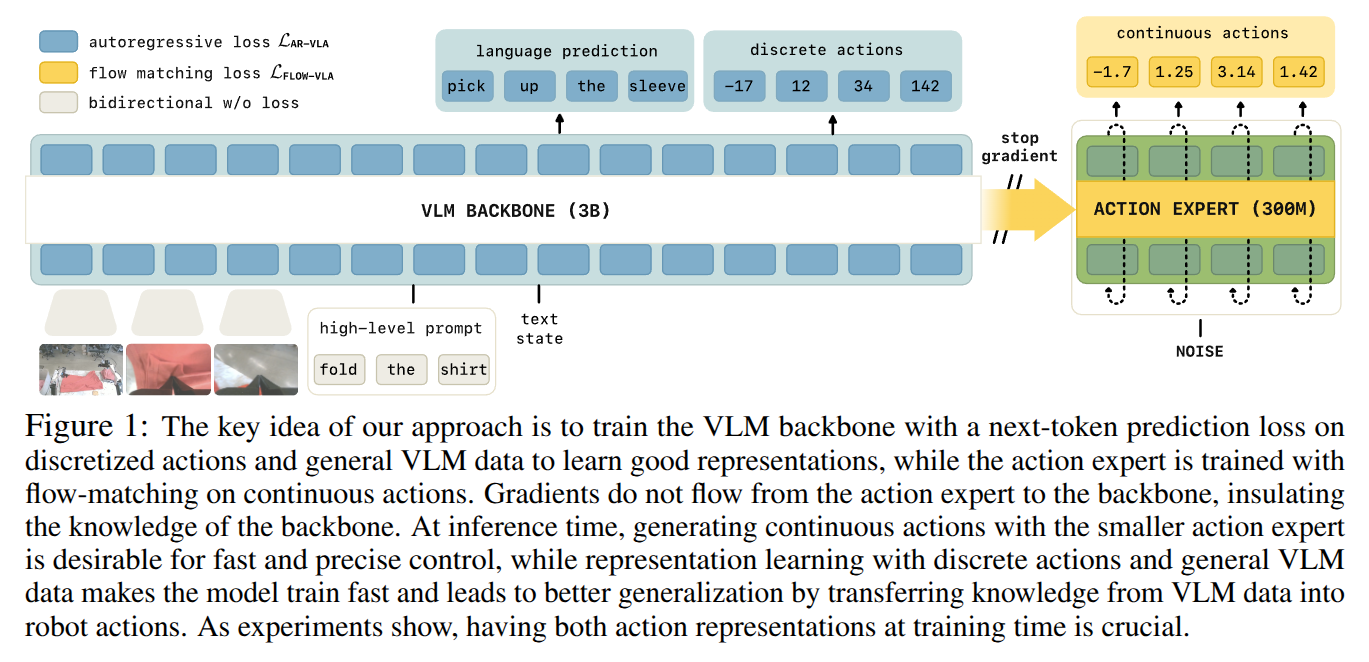 autoregressive loss ℒAR-VLA
flow matching loss ℒFLOW-VLA
bidirectional w/o loss
language prediction
pick up the sleeve
discrete actions
-17 12 34 142
continuous actions
-1.7 1.25 3.14 1.42
stop
gradient
VLM BACKBONE (3B)
ACTION EXPERT (300M)
high-level prompt
fold the shirt
text
state
NOISE
Figure 1: The key idea of our approach is to train the VLM backbone with a next-token prediction loss on
discretized actions and general VLM data to learn good representations, while the action expert is trained with
flow-matching on continuous actions. Gradients do not flow from the action expert to the backbone, insulating
the knowledge of the backbone. At inference time, generating continuous actions with the smaller action expert
is desirable for fast and precise control, while representation learning with discrete actions and general VLM
data makes the model train fast and leads to better generalization by transferring knowledge from VLM data into
robot actions. As experiments show, having both action representations at training time is crucial.